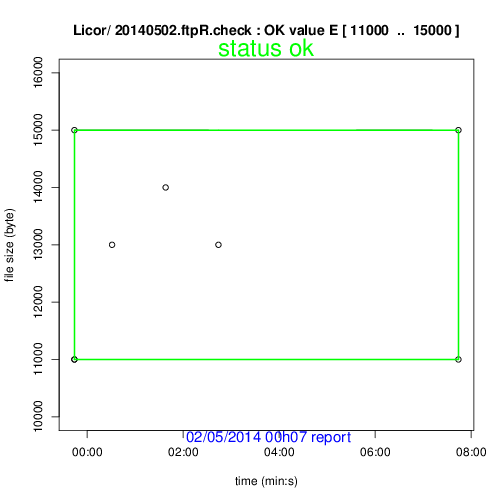 Licor/ 20140502.ftpR.check : OK value E [ 11000 .. 15000 ]
status ok
16000
15000
14000
13000
12000
11000
10000
file size (byte)
02/05/2014 00h07 report
00:00 02:00 04:00 06:00 08:00
time (min:s)